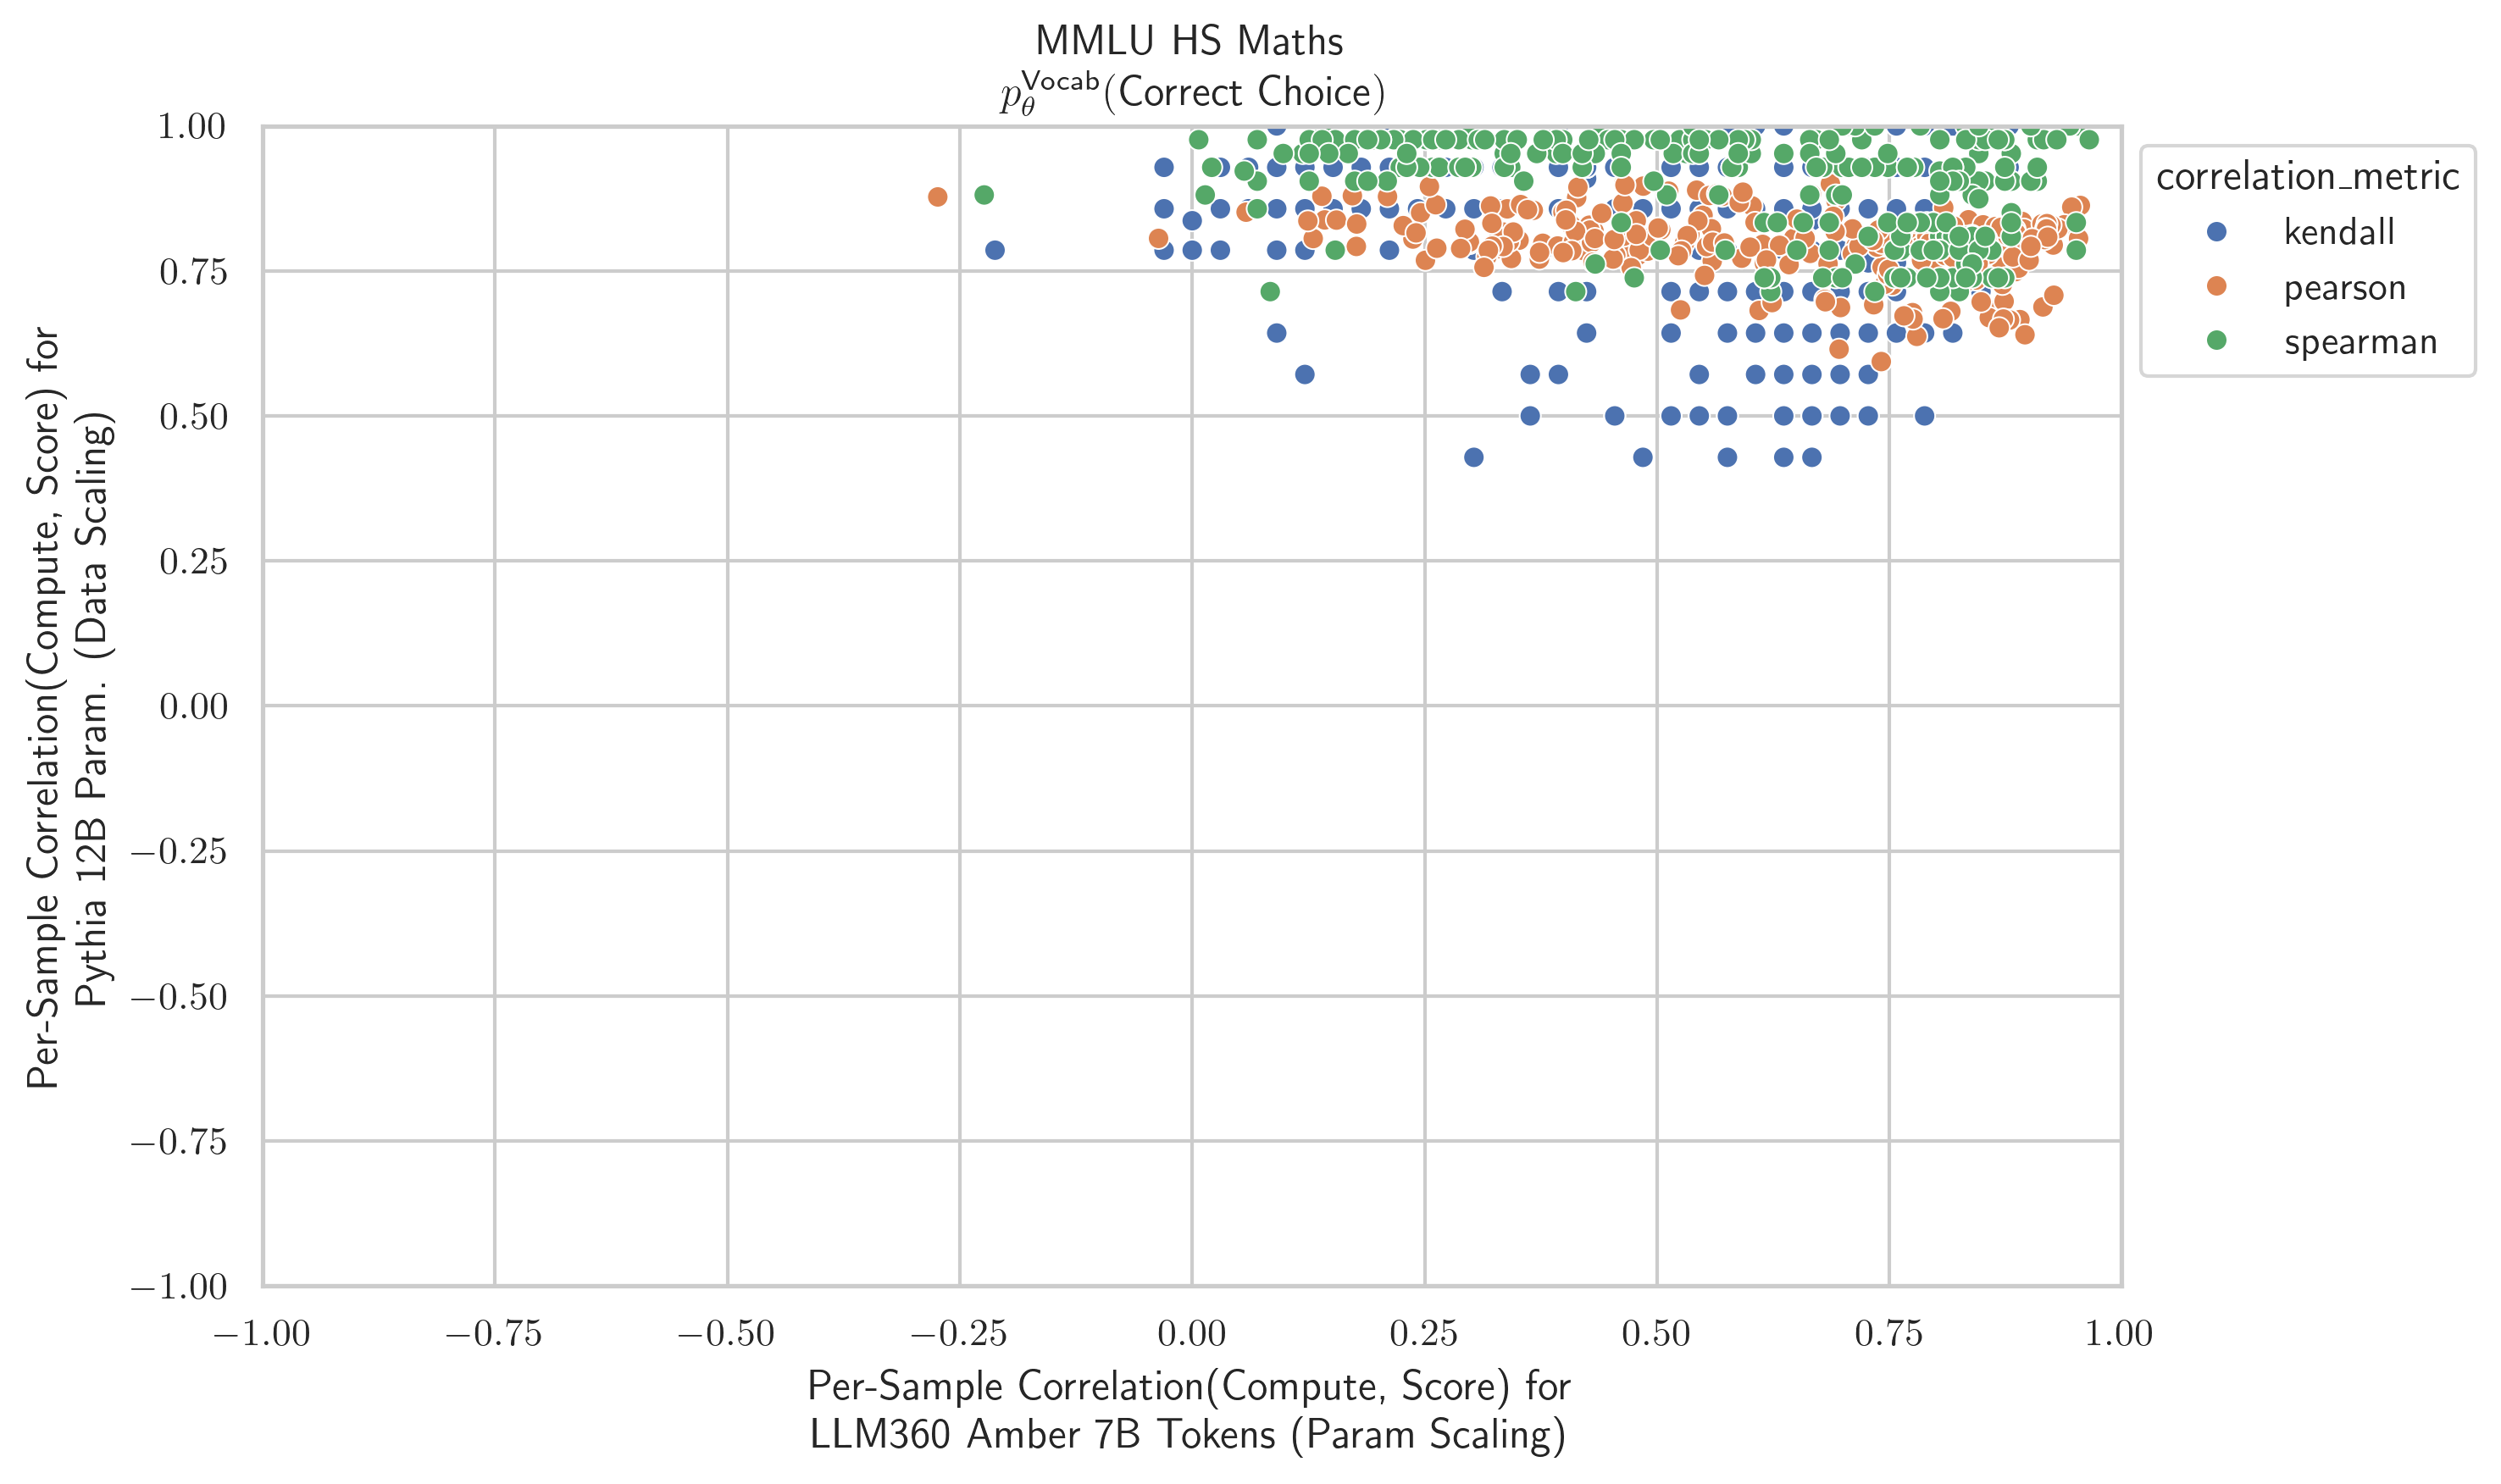 MMLU HS Maths
p_θ^Vocab(Correct Choice)
1.00
0.75
0.50
0.25
0.00
−0.25
−0.50
−0.75
−1.00
Per-Sample Correlation(Compute, Score) for
Pythia 12B Param. (Data Scaling)
correlation_metric
kendall
pearson
spearman
−1.00 −0.75 −0.50 −0.25 0.00 0.25 0.50 0.75 1.00
Per-Sample Correlation(Compute, Score) for
LLM360 Amber 7B Tokens (Param Scaling)